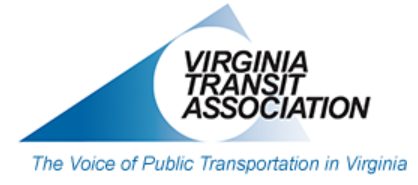 VIRGINIA
TRANSIT
ASSOCIATION
The Voice of Public Transportation in Virginia